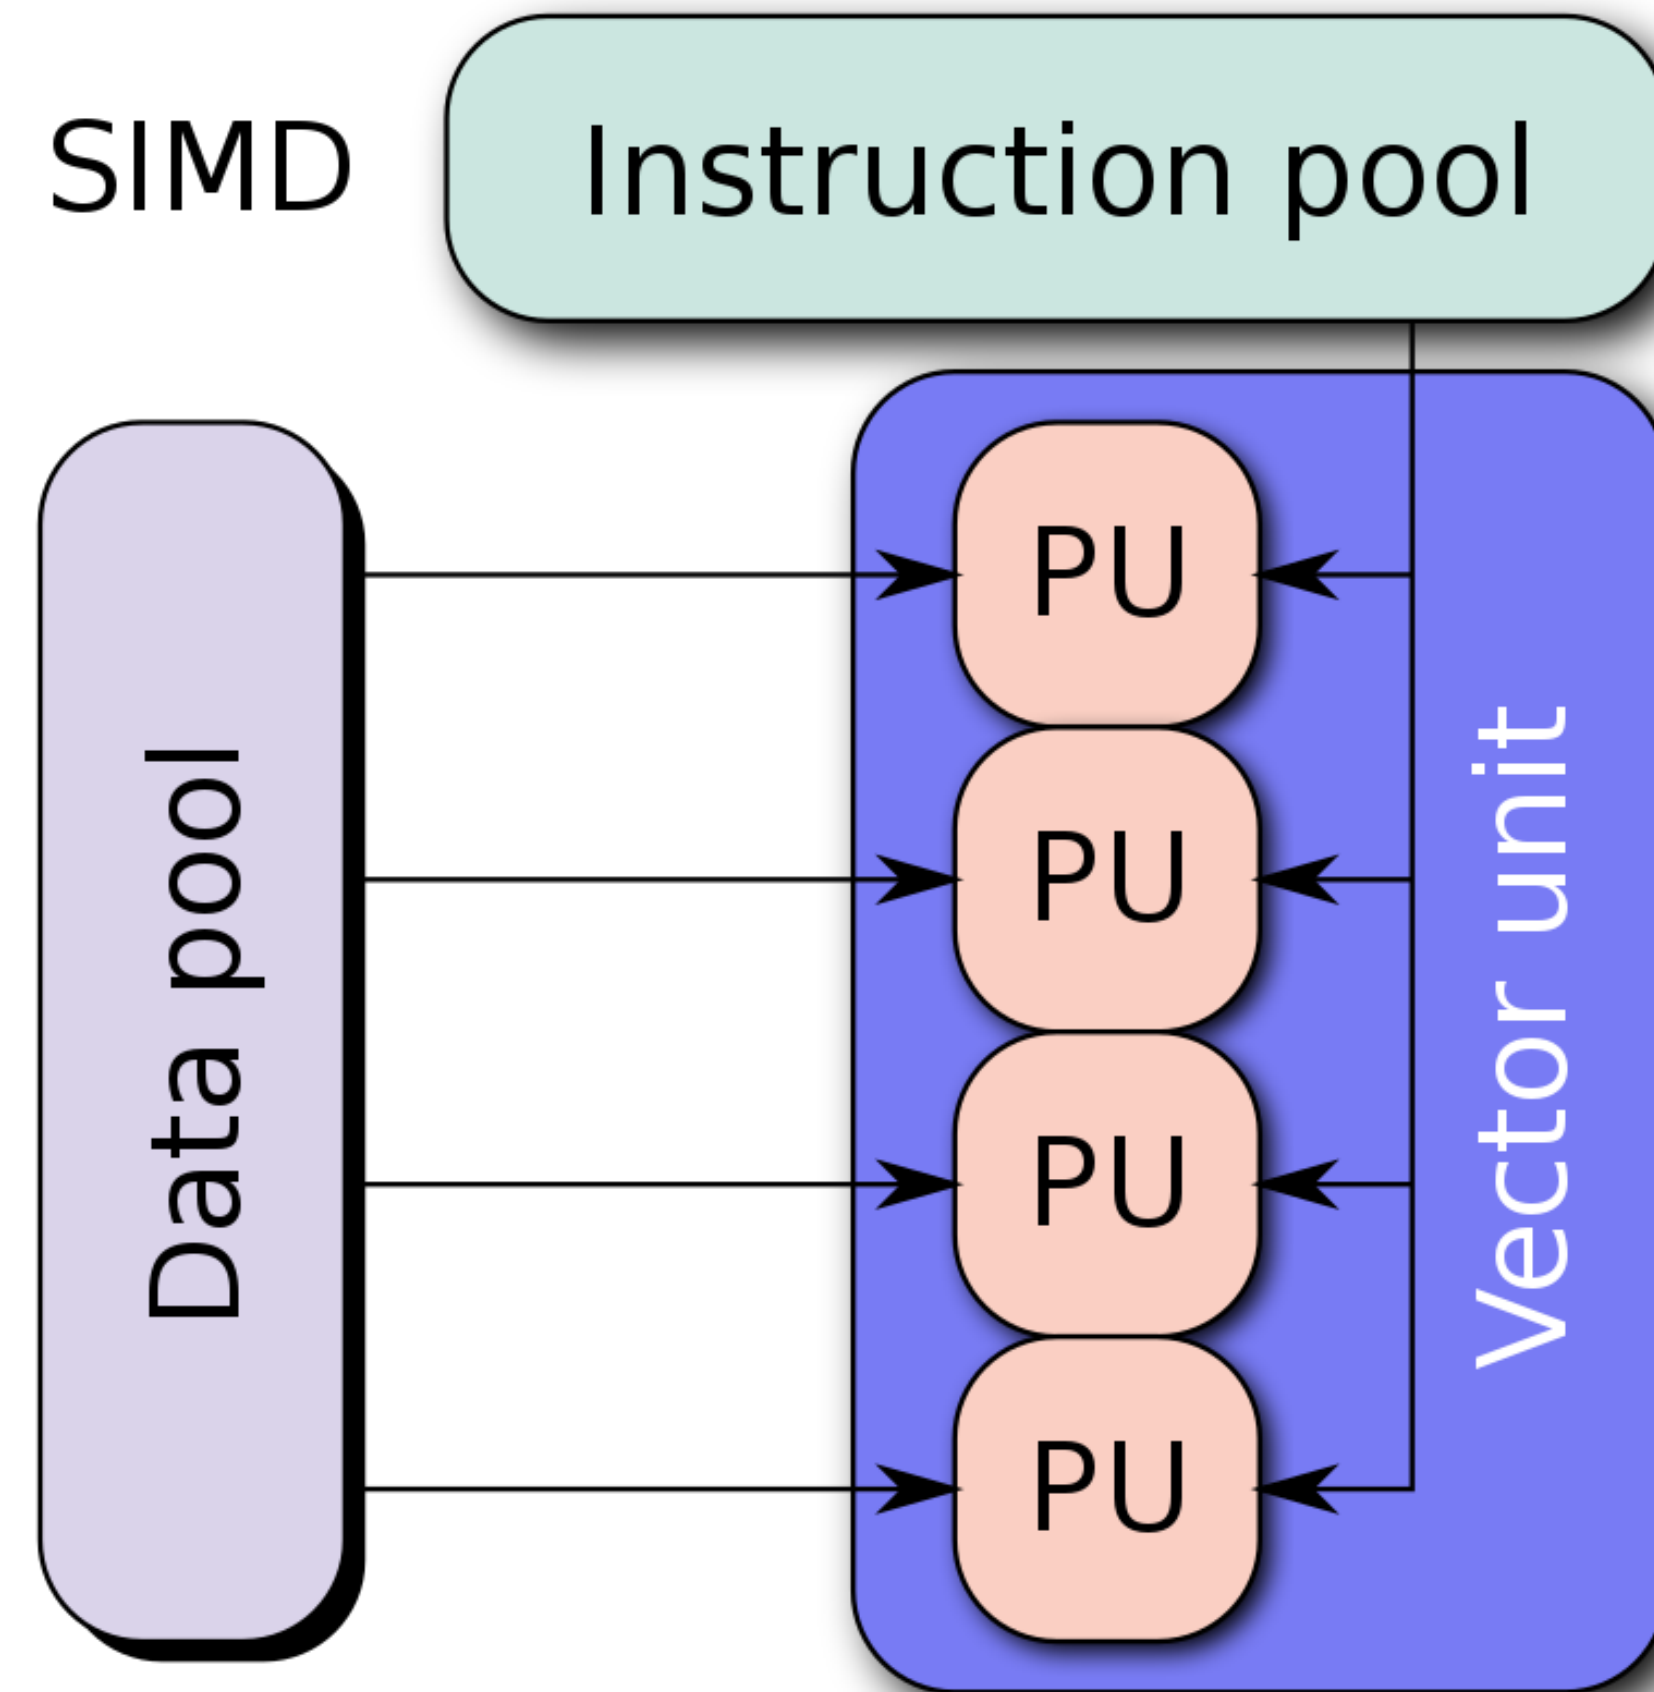 SIMD
Instruction pool
Data pool
PU
PU
PU
PU
Vector unit